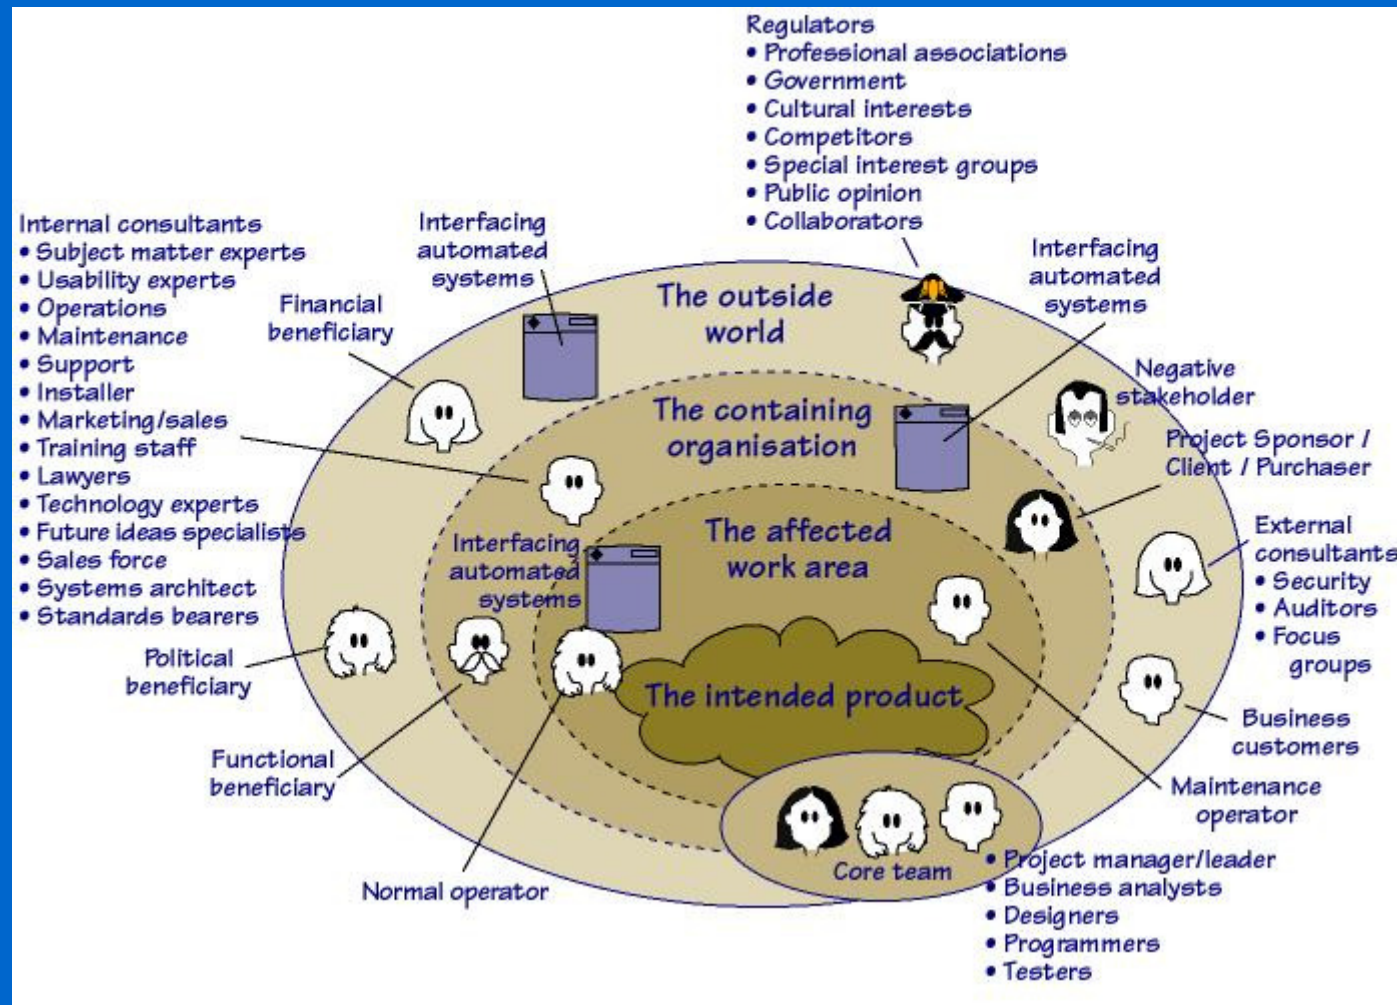 Regulators
• Professional associations
• Government
• Cultural interests
• Competitors
• Special interest groups
• Public opinion
• Collaborators
Internal consultants
• Subject matter experts
• Usability experts
• Operations
• Maintenance
• Support
• Installer
• Marketing/sales
• Training staff
• Lawyers
• Technology experts
• Future ideas specialists
• Sales force
• Systems architect
• Standards bearers
Interfacing
automated
systems
Financial
beneficiary
The outside
world
Interfacing
automated
systems
Negative
stakeholder
The containing
organisation
Project Sponsor /
Client / Purchaser
Interfacing
automated
systems
The affected
work area
External
consultants
• Security
• Auditors
• Focus
groups
Political
beneficiary
The intended product
Business
customers
Functional
beneficiary
Maintenance
operator
Normal operator
Core team
• Project manager/leader
• Business analysts
• Designers
• Programmers
• Testers